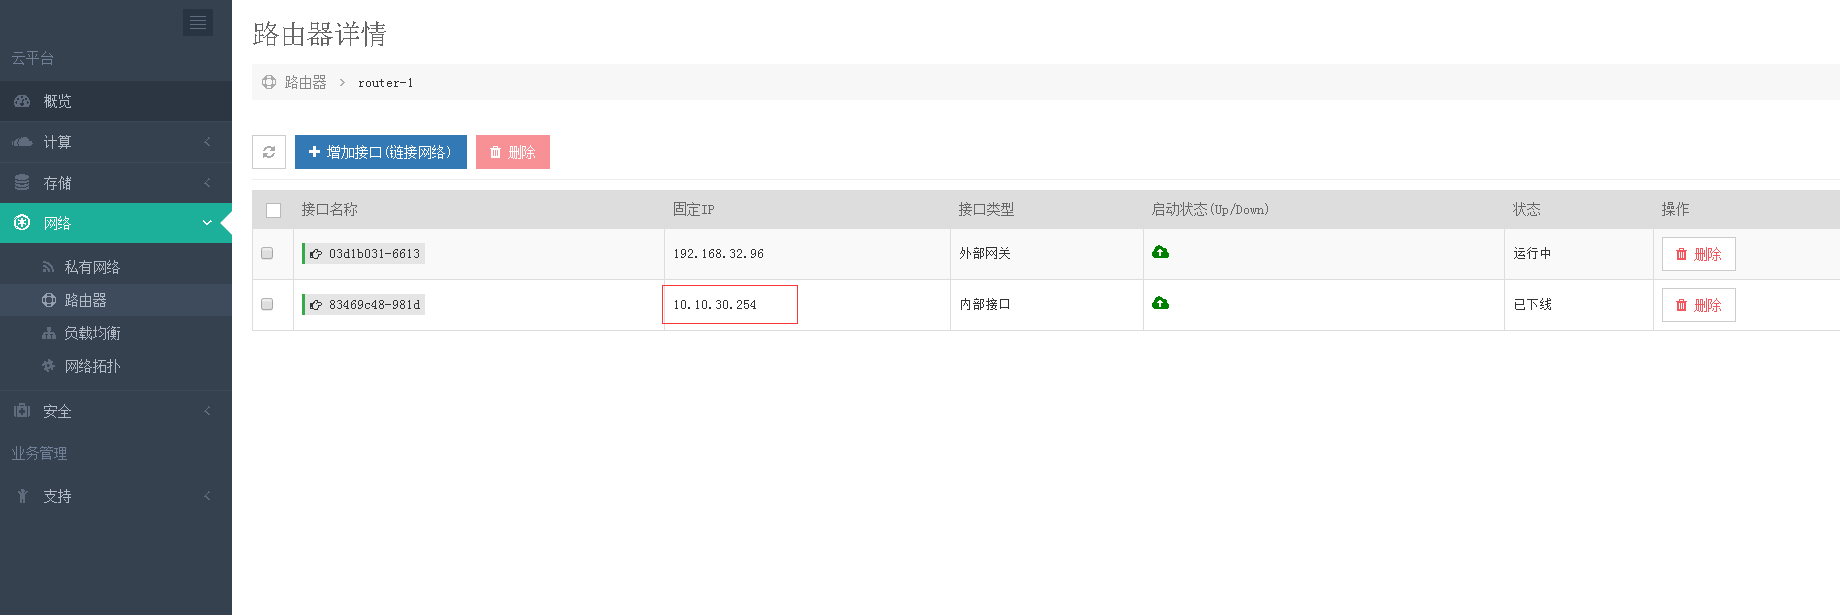 云平台
概览
计算
存储
网络
私有网络
路由器
负载均衡
网络拓扑
安全
业务管理
支持
路由器详情
路由器 > router-1
增加接口(链接网络) 删除
接口名称 固定IP 接口类型 启动状态(Up/Down) 状态 操作
03d1b031-6613 192.168.32.96 外部网关 运行中 删除
83469c48-981d 10.10.30.254 内部接口 已下线 删除